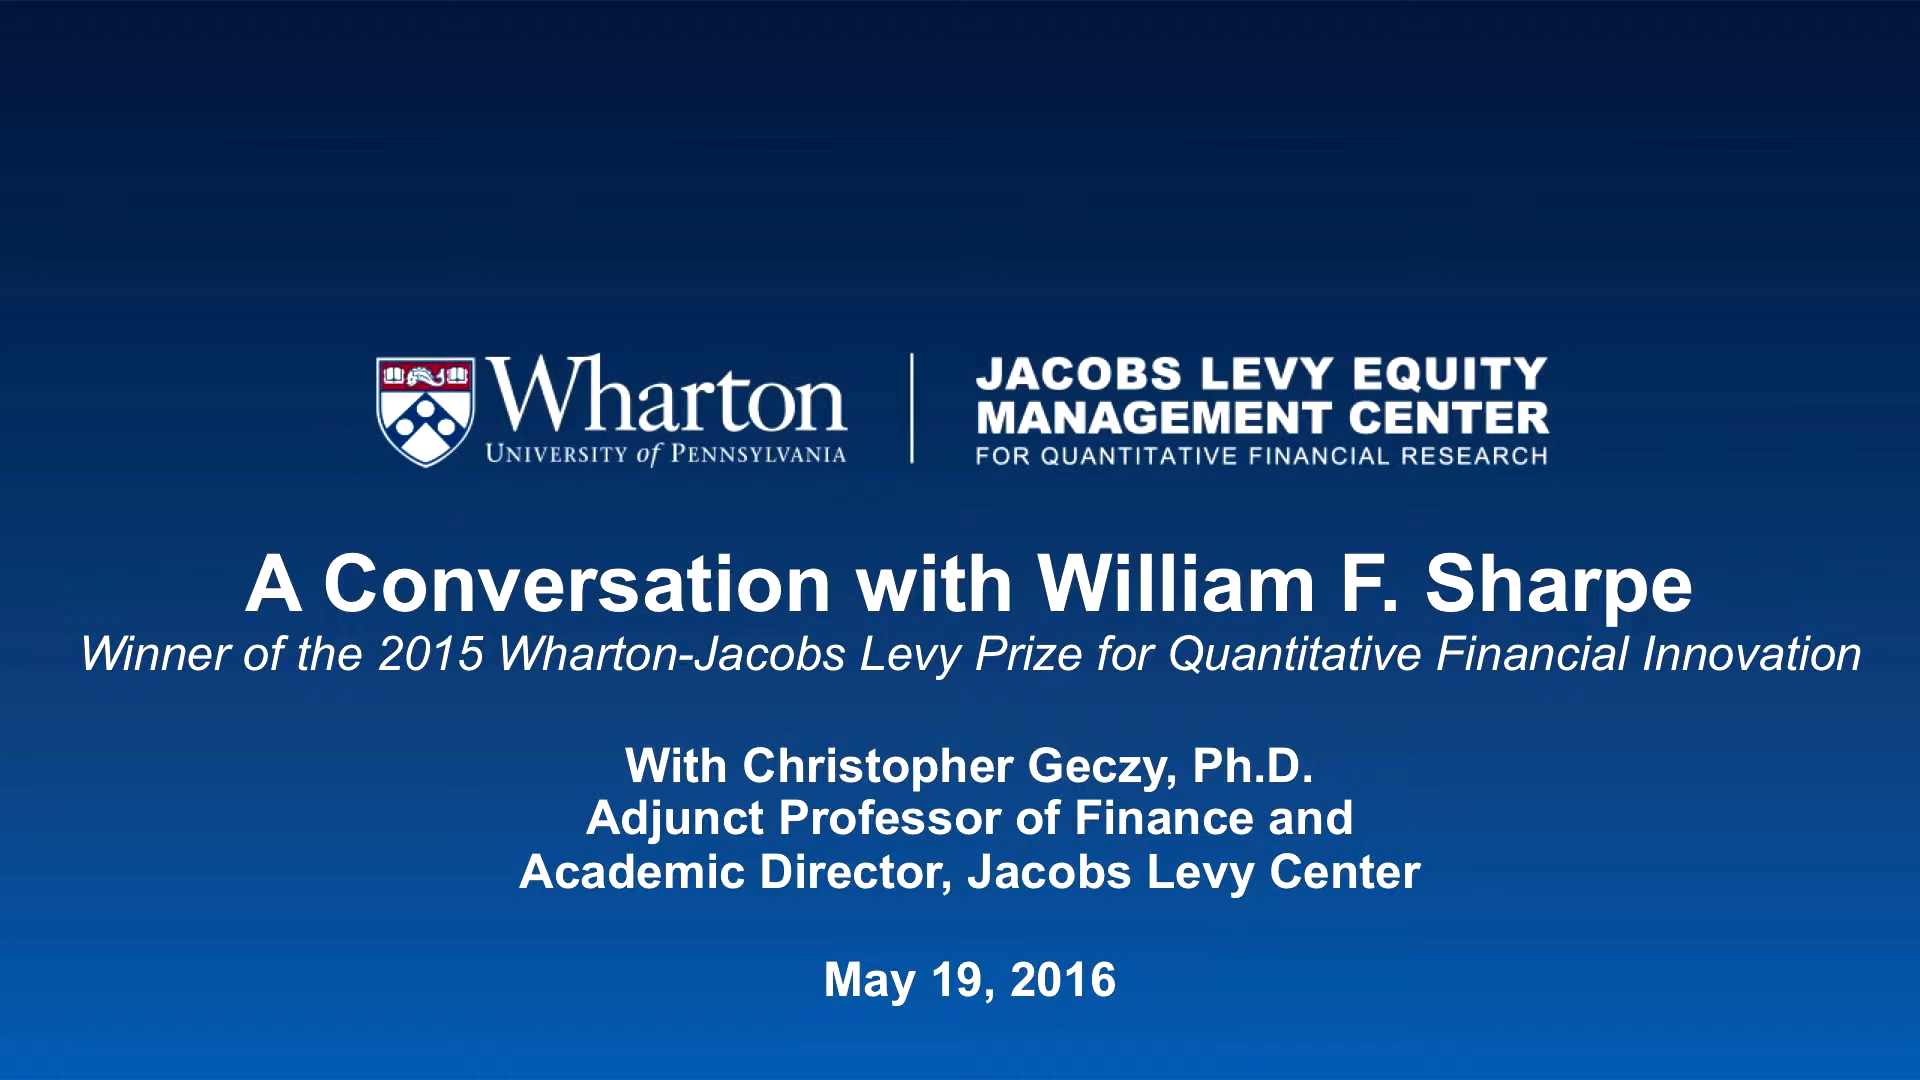 Wharton
UNIVERSITY of PENNSYLVANIA
JACOBS LEVY EQUITY
MANAGEMENT CENTER
FOR QUANTITATIVE FINANCIAL RESEARCH
A Conversation with William F. Sharpe
Winner of the 2015 Wharton-Jacobs Levy Prize for Quantitative Financial Innovation
With Christopher Geczy, Ph.D.
Adjunct Professor of Finance and
Academic Director, Jacobs Levy Center
May 19, 2016